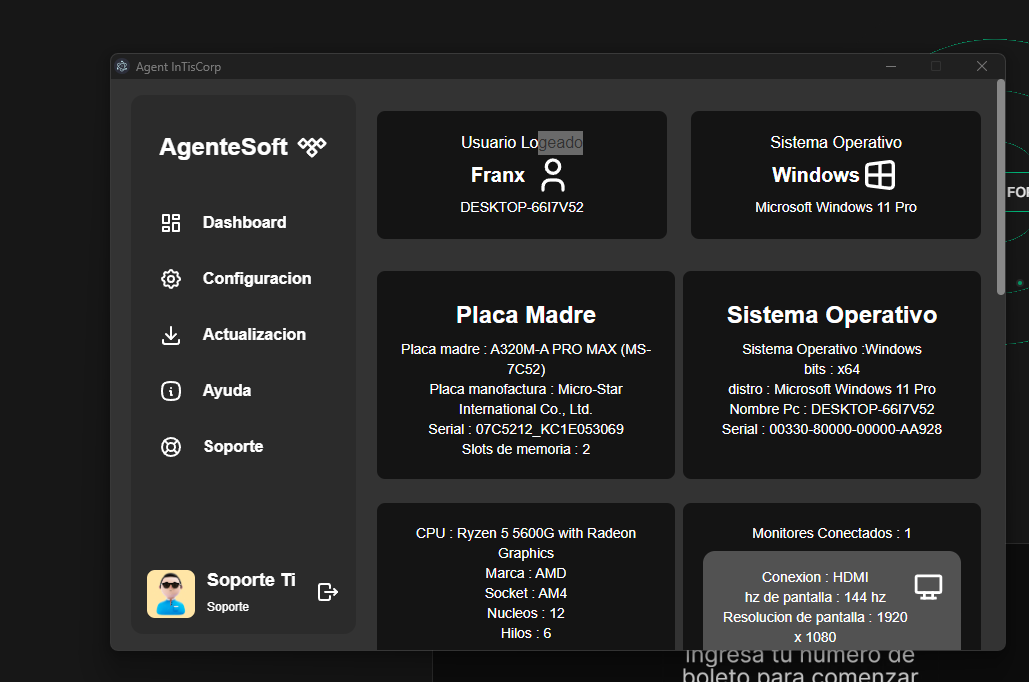 Agent InTisCorp
AgenteSoft
Dashboard
Configuracion
Actualizacion
Ayuda
Soporte
Soporte Ti
Soporte
Usuario Logeado
Franx
DESKTOP-66I7V52
Sistema Operativo
Windows
Microsoft Windows 11 Pro
Placa Madre
Placa madre : A320M-A PRO MAX (MS-
7C52)
Placa manofactura : Micro-Star
International Co., Ltd.
Serial : 07C5212_KC1E053069
Slots de memoria : 2
Sistema Operativo
Sistema Operativo :Windows
bits : x64
distro : Microsoft Windows 11 Pro
Nombre Pc : DESKTOP-66I7V52
Serial : 00330-80000-00000-AA928
CPU : Ryzen 5 5600G with Radeon
Graphics
Marca : AMD
Socket : AM4
Nucleos : 12
Hilos : 6
Monitores Conectados : 1
Conexion : HDMI
hz de pantalla : 144 hz
Resolucion de pantalla : 1920
x 1080
FO
Ingresa tu numero de
boleto para comenzar